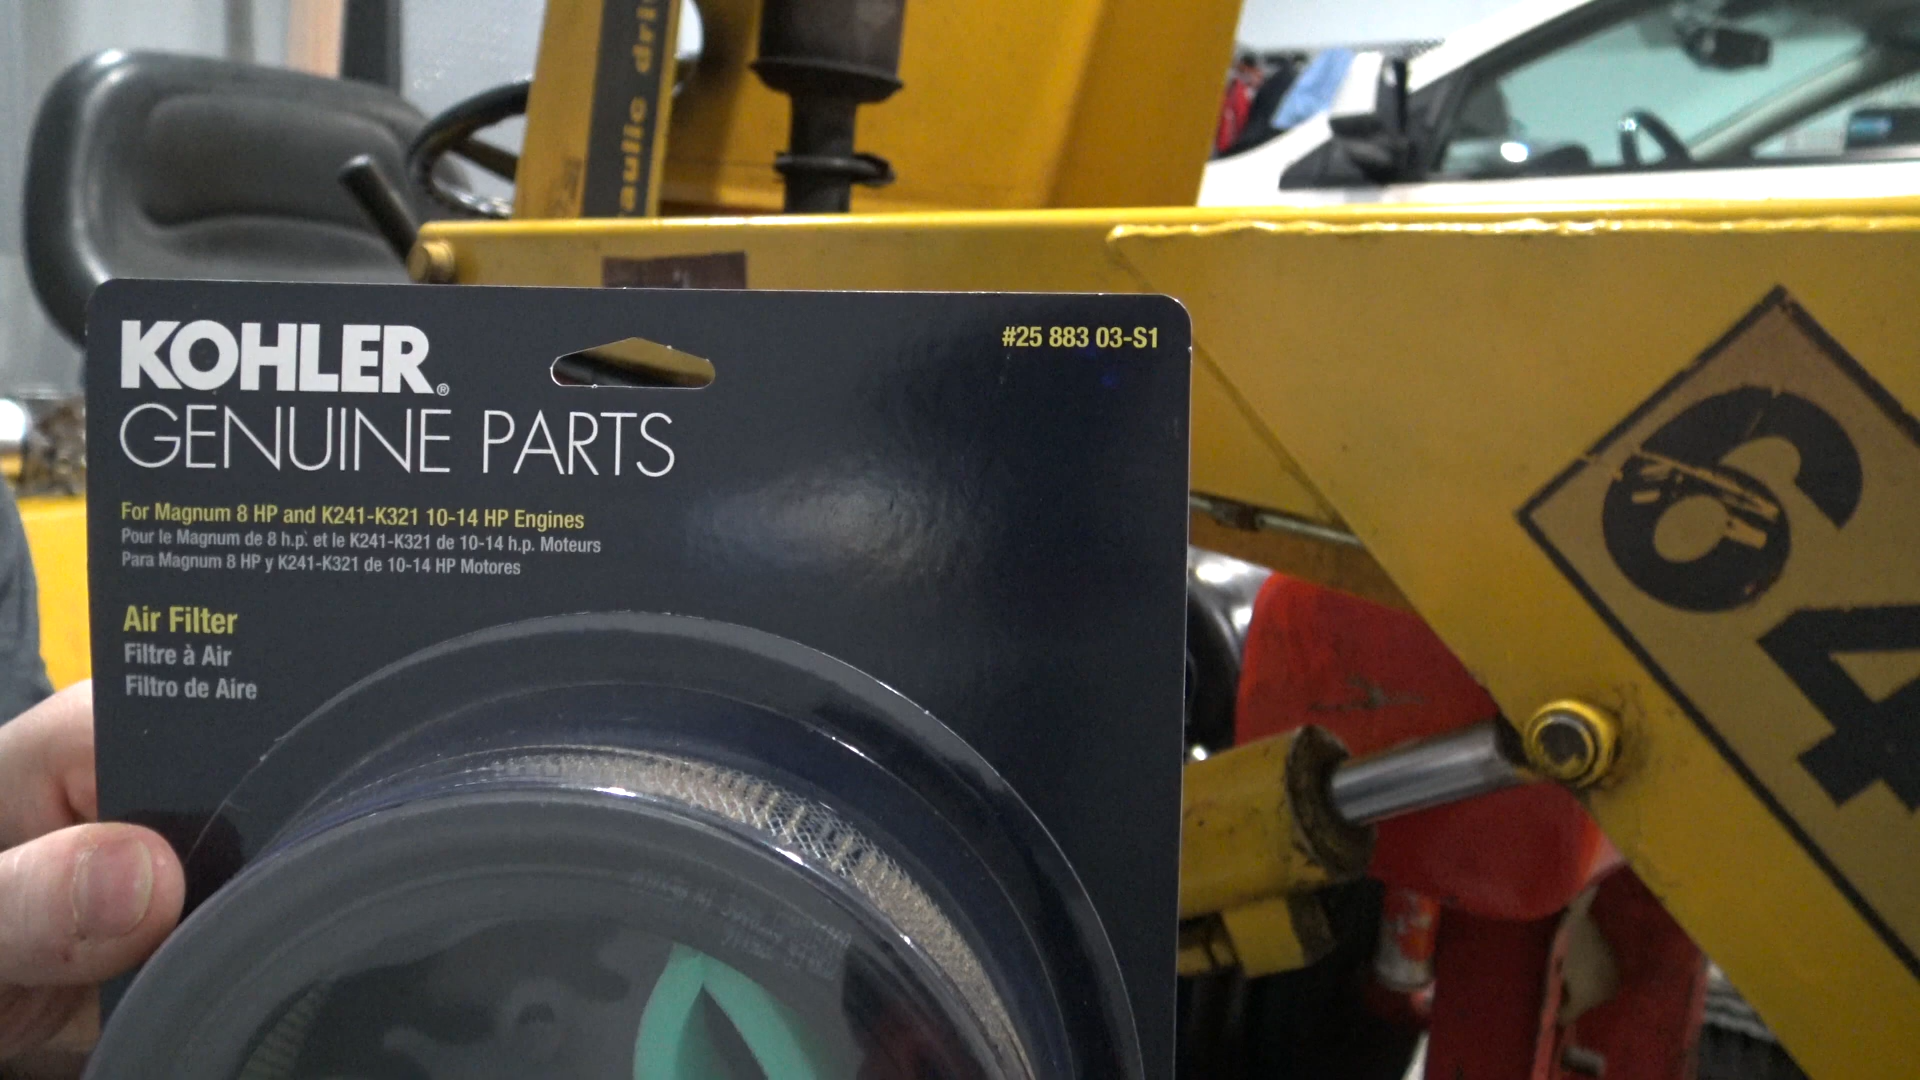 raulic dri
KOHLER®
GENUINE PARTS
#25 883 03-S1
For Magnum 8 HP and K241-K321 10-14 HP Engines
Pour le Magnum de 8 h.p. et le K241-K321 de 10-14 h.p. Moteurs
Para Magnum 8 HP y K241-K321 de 10-14 HP Motores
Air Filter
Filtre à Air
Filtro de Aire
64